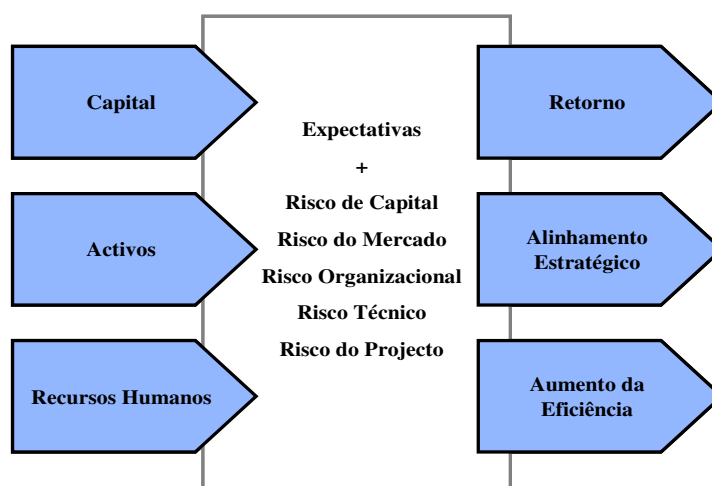 Capital
Activos
Recursos Humanos
Expectativas
+
Risco de Capital
Risco do Mercado
Risco Organizacional
Risco Técnico
Risco do Projecto
Retorno
Alinhamento
Estratégico
Aumento da
Eficiência